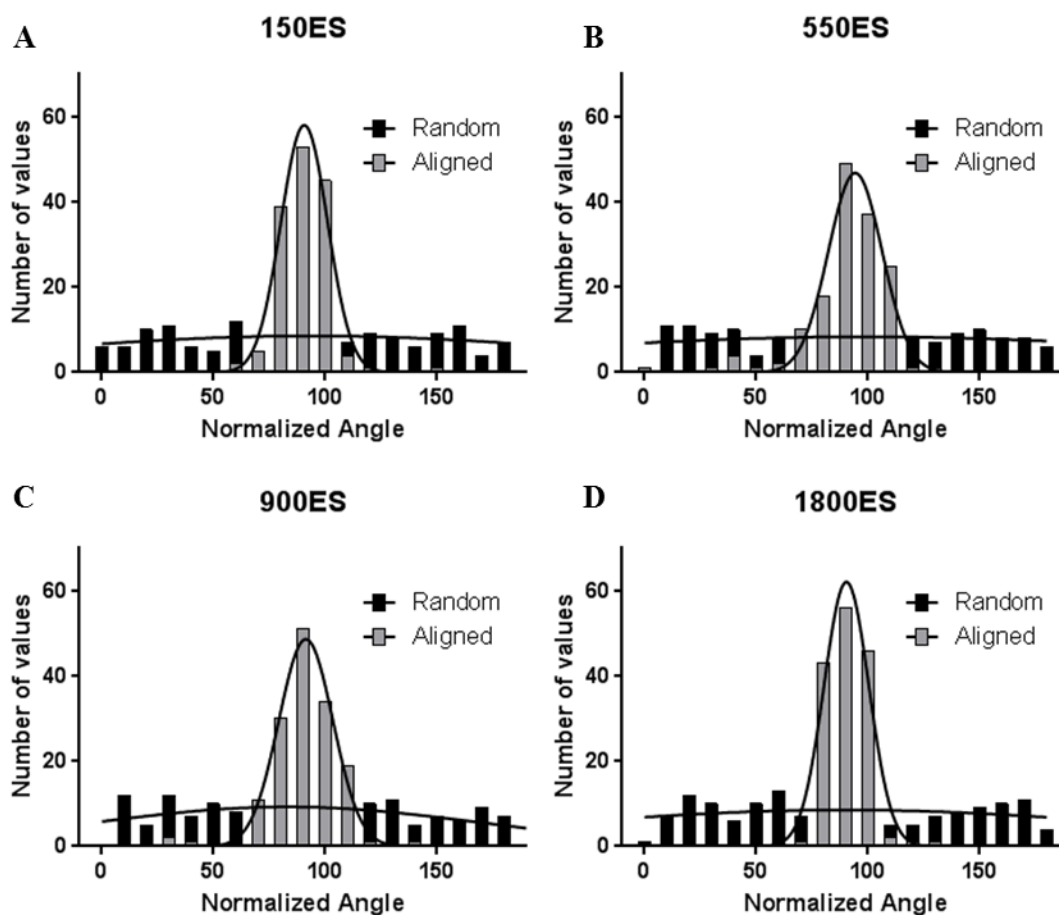 A
150ES
Number of values
60
40
20
0
Random
Aligned
0 50 100 150
Normalized Angle
B
550ES
Number of values
60
40
20
0
Random
Aligned
0 50 100 150
Normalized Angle
C
900ES
Number of values
60
40
20
0
Random
Aligned
0 50 100 150
Normalized Angle
D
1800ES
Number of values
60
40
20
0
Random
Aligned
0 50 100 150
Normalized Angle